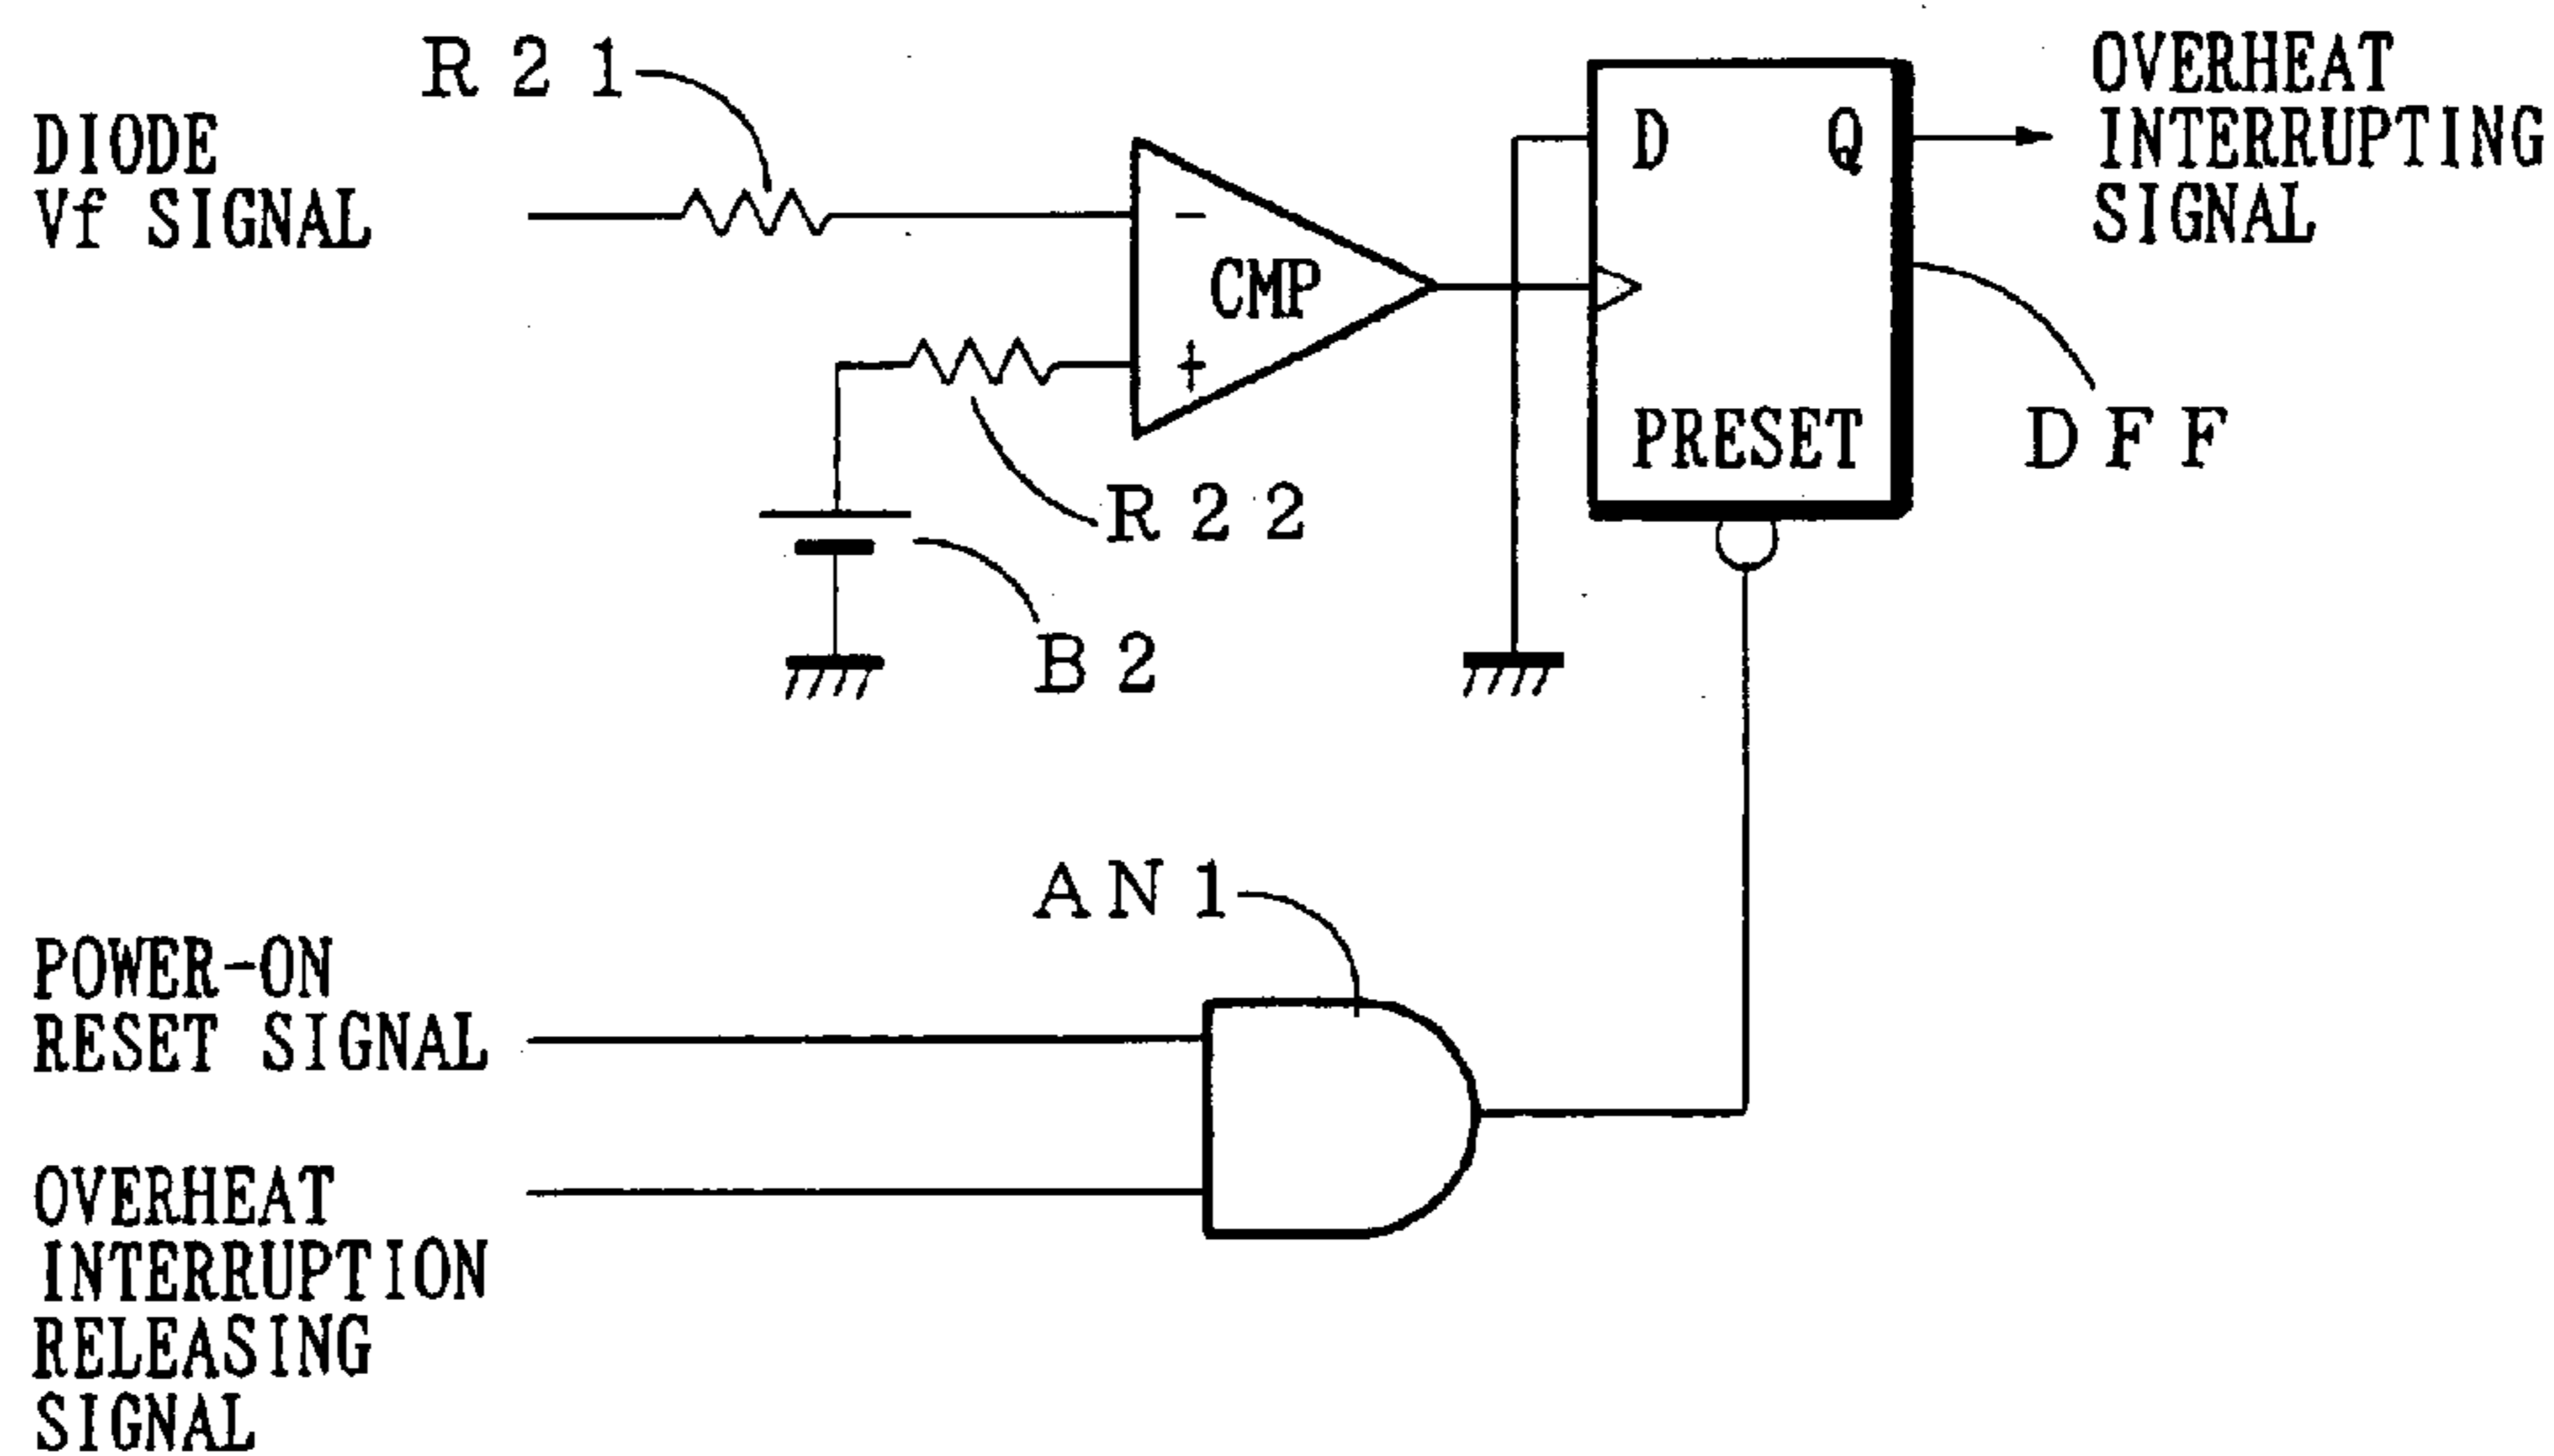 R21
DIODE
Vf SIGNAL
-
CMP
+
R22
B2
D
Q
PRESET
OVERHEAT
INTERRUPTING
SIGNAL
DFF
AN1
POWER-ON
RESET SIGNAL
OVERHEAT
INTERRUPTION
RELEASING
SIGNAL